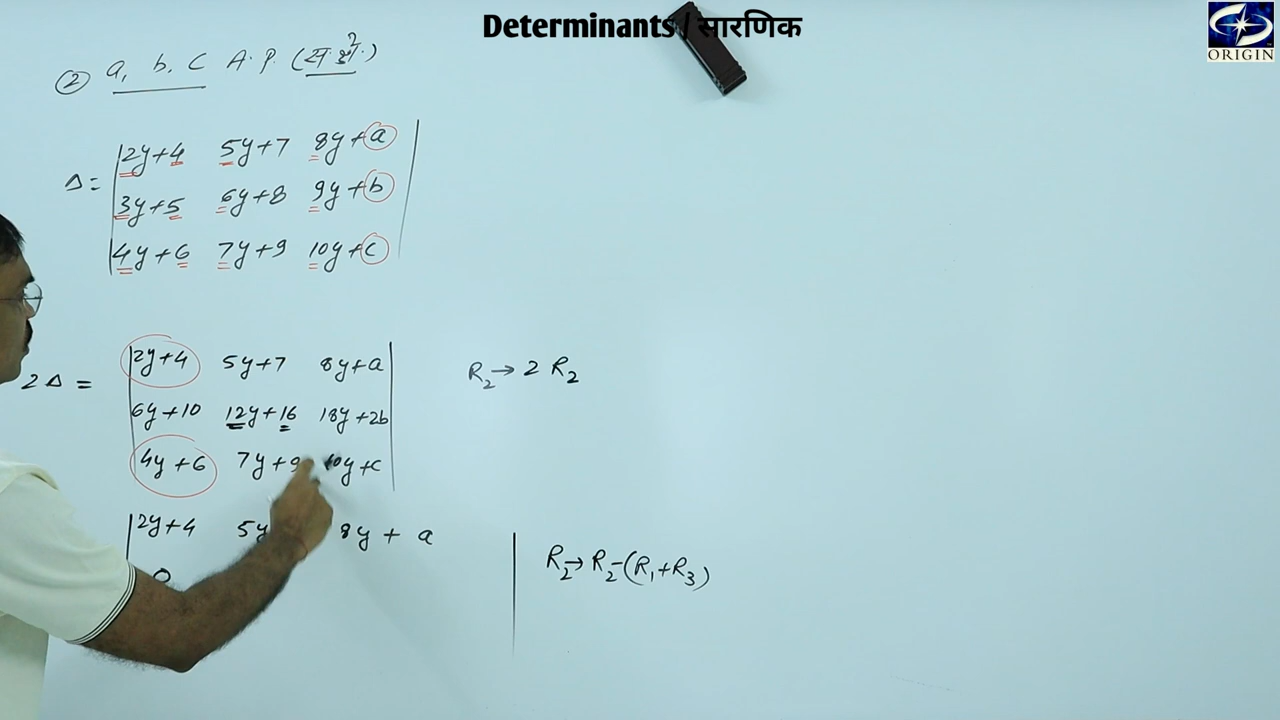 Determinants / सारणिक
ORIGIN
② a, b, c A.P. (स.श्रे.)
Δ = | 2y+4 5y+7 8y+a |
| 3y+5 6y+8 9y+b |
| 4y+6 7y+9 10y+c |
2Δ = | 2y+4 5y+7 8y+a | R₂→ 2 R₂
| 6y+10 12y+16 18y+2b |
| 4y+6 7y+9 10y+c |
| 2y+4 5y 8y + a |
0 R₂→ R₂-(R₁+R₃)